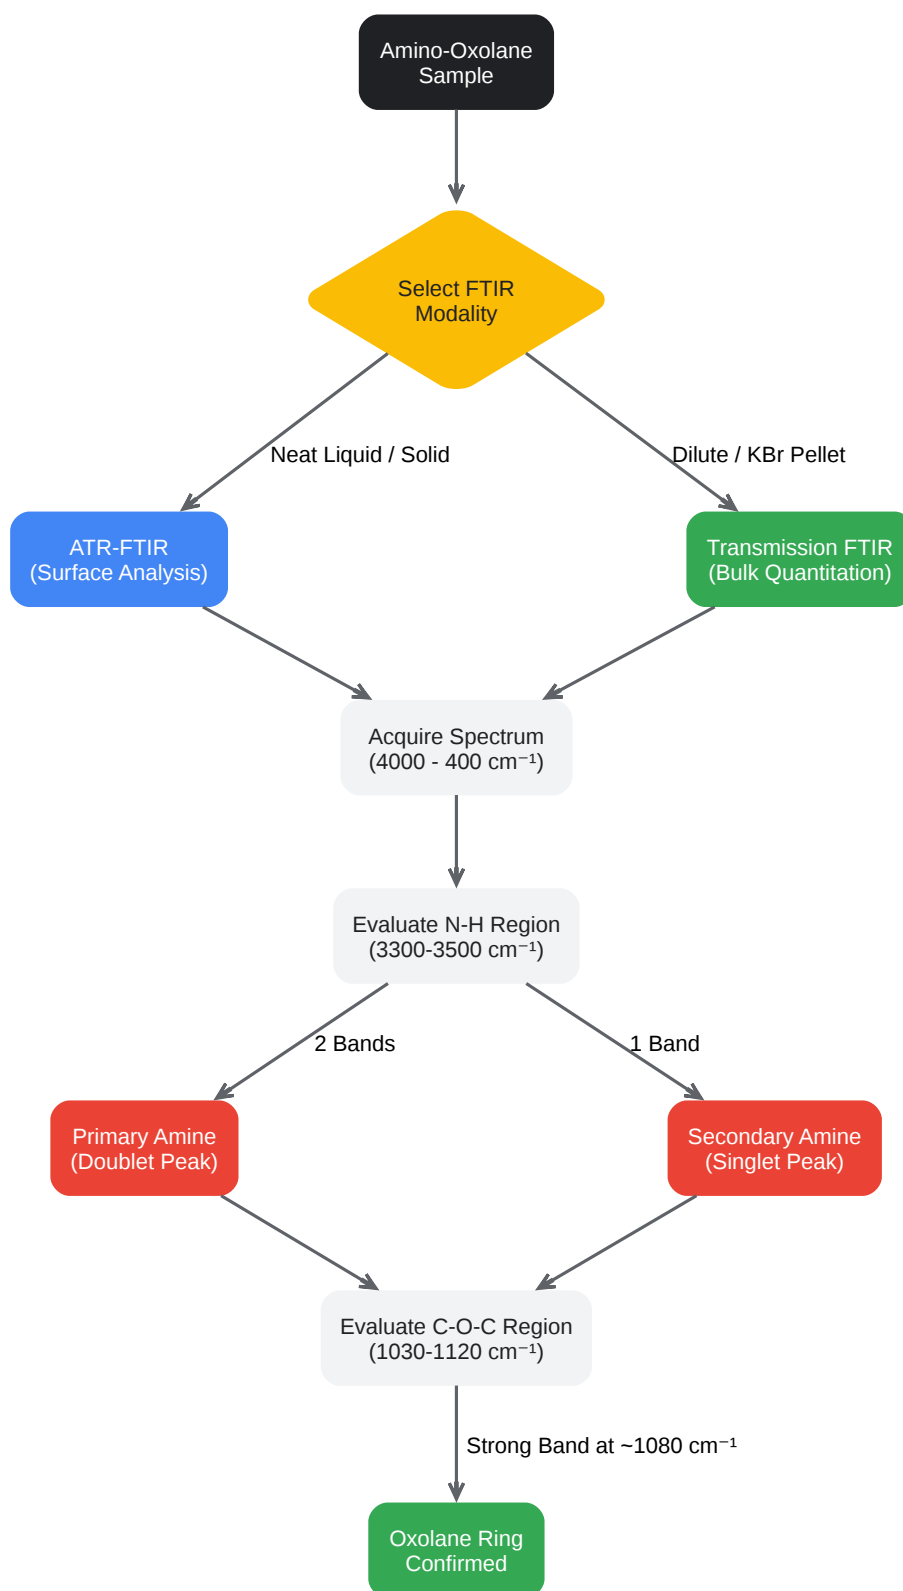 Amino-Oxolane
Sample
Select FTIR
Modality
Neat Liquid / Solid
Dilute / KBr Pellet
ATR-FTIR
(Surface Analysis)
Transmission FTIR
(Bulk Quantitation)
Acquire Spectrum
(4000 - 400 cm⁻¹)
Evaluate N-H Region
(3300-3500 cm⁻¹)
2 Bands
1 Band
Primary Amine
(Doublet Peak)
Secondary Amine
(Singlet Peak)
Evaluate C-O-C Region
(1030-1120 cm⁻¹)
Strong Band at ~1080 cm⁻¹
Oxolane Ring
Confirmed